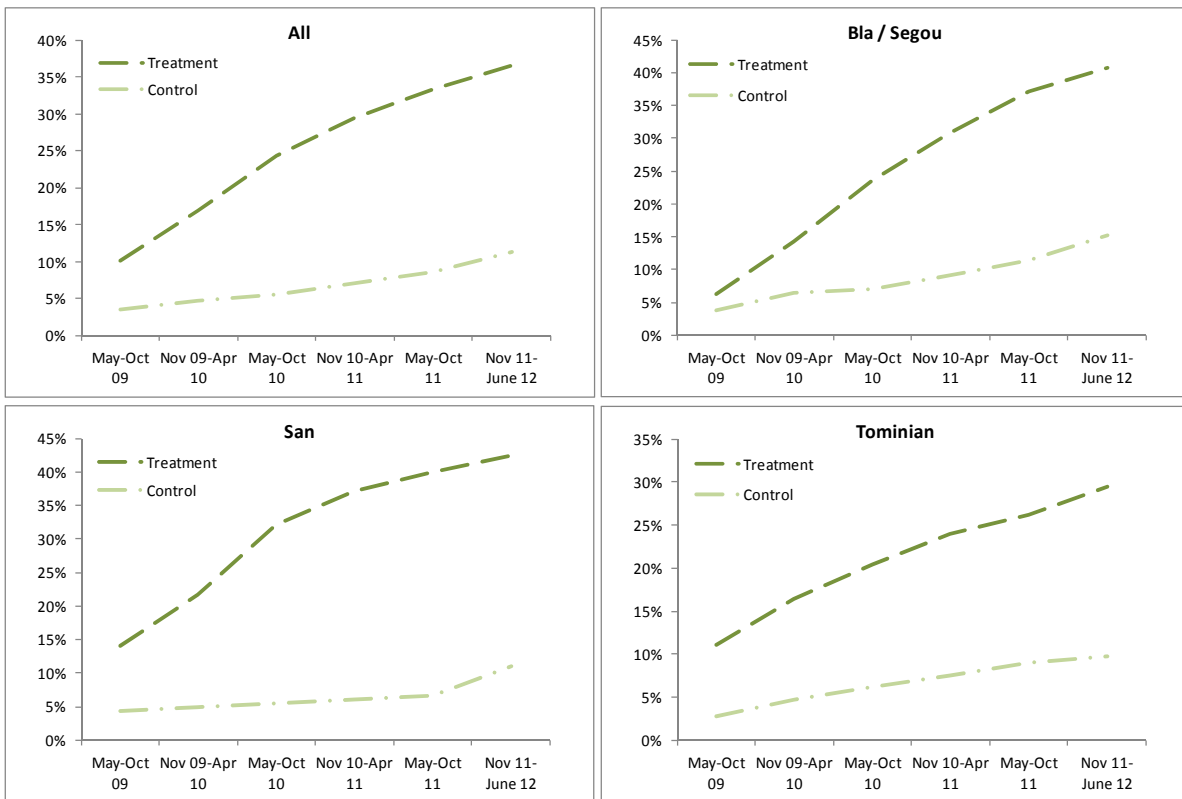 All
40%
35%
30%
25%
20%
15%
10%
5%
0%
Treatment
Control
May-Oct Nov 09-Apr May-Oct Nov 10-Apr May-Oct Nov 11-
09 10 10 11 11 June 12
Bla / Segou
45%
40%
35%
30%
25%
20%
15%
10%
5%
0%
Treatment
Control
May-Oct Nov 09-Apr May-Oct Nov 10-Apr May-Oct Nov 11-
09 10 10 11 11 June 12
San
45%
40%
35%
30%
25%
20%
15%
10%
5%
0%
Treatment
Control
May-Oct Nov 09-Apr May-Oct Nov 10-Apr May-Oct Nov 11-
09 10 10 11 11 June 12
Tominian
35%
30%
25%
20%
15%
10%
5%
0%
Treatment
Control
May-Oct Nov 09-Apr May-Oct Nov 10-Apr May-Oct Nov 11-
09 10 10 11 11 June 12